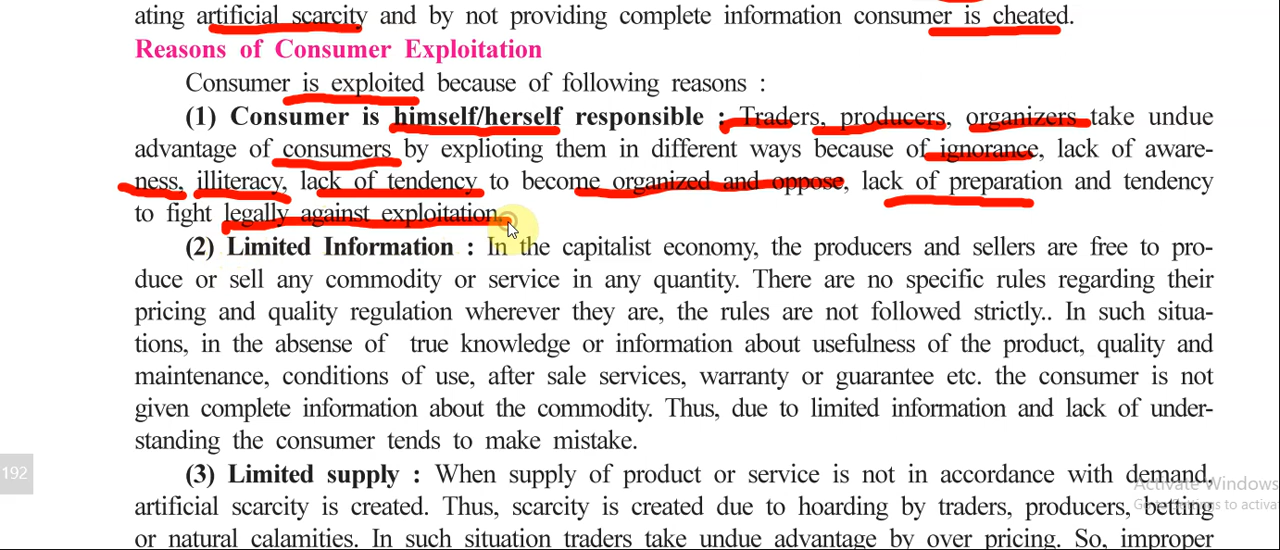 ating artificial scarcity and by not providing complete information consumer is cheated.
Reasons of Consumer Exploitation
Consumer is exploited because of following reasons :
(1) Consumer is himself/herself responsible : Traders, producers, organizers take undue
advantage of consumers by explioting them in different ways because of ignorance, lack of aware-
ness, illiteracy, lack of tendency to become organized and oppose, lack of preparation and tendency
to fight legally against exploitation.
(2) Limited Information : In the capitalist economy, the producers and sellers are free to pro-
duce or sell any commodity or service in any quantity. There are no specific rules regarding their
pricing and quality regulation wherever they are, the rules are not followed strictly.. In such situa-
tions, in the absense of true knowledge or information about usefulness of the product, quality and
maintenance, conditions of use, after sale services, warranty or guarantee etc. the consumer is not
given complete information about the commodity. Thus, due to limited information and lack of under-
standing the consumer tends to make mistake.
192
(3) Limited supply : When supply of product or service is not in accordance with demand,
Activate Windows
artificial scarcity is created. Thus, scarcity is created due to hoarding by traders, producers, betting
Go to Settings to activa
or natural calamities. In such situation traders take undue advantage by over pricing. So, improper